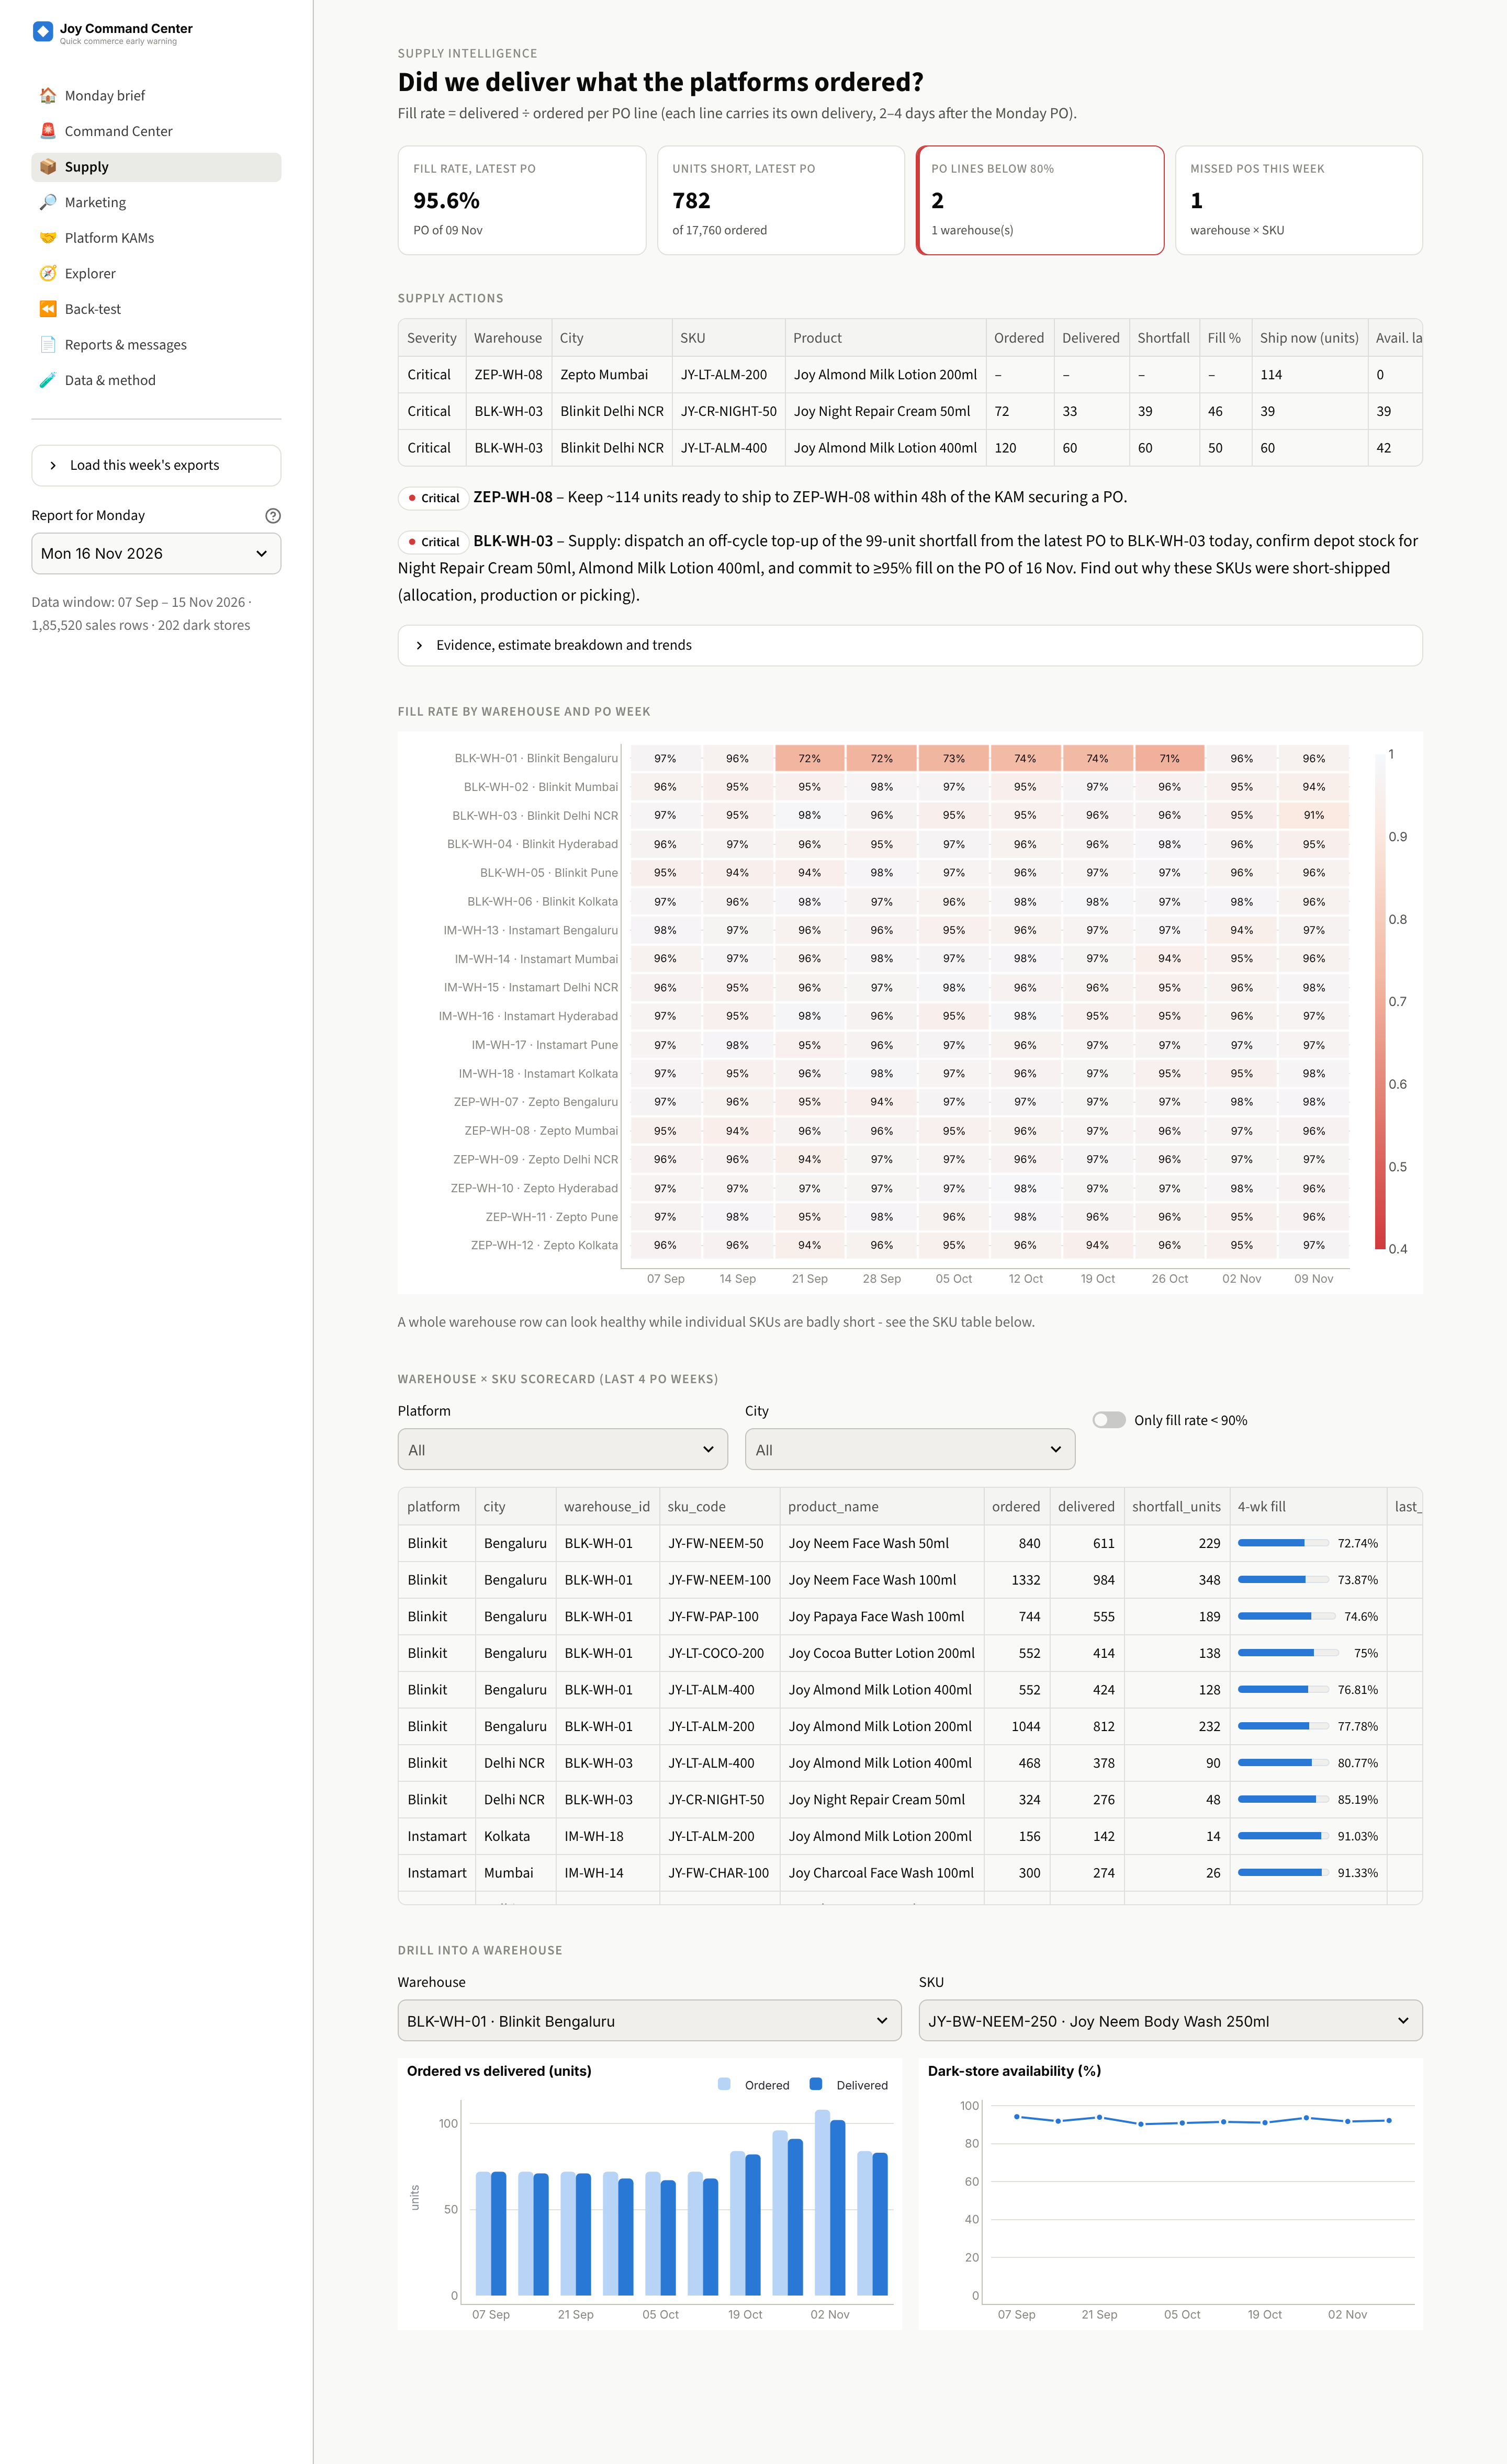 Joy Command Center
Quick commerce early warning
Monday brief
Command Center
Supply
Marketing
Platform KAMs
Explorer
Back-test
Reports & messages
Data & method
Load this week's exports
Report for Monday
Mon 16 Nov 2026
Data window: 07 Sep – 15 Nov 2026 ·
1,85,520 sales rows · 202 dark stores
SUPPLY INTELLIGENCE
Did we deliver what the platforms ordered?
Fill rate = delivered ÷ ordered per PO line (each line carries its own delivery, 2–4 days after the Monday PO).
FILL RATE, LATEST PO
95.6%
PO of 09 Nov
UNITS SHORT, LATEST PO
782
of 17,760 ordered
PO LINES BELOW 80%
2
1 warehouse(s)
MISSED POS THIS WEEK
1
warehouse × SKU
SUPPLY ACTIONS
Severity Warehouse City SKU Product Ordered Delivered Shortfall Fill % Ship now (units) Avail. la
Critical ZEP-WH-08 Zepto Mumbai JY-LT-ALM-200 Joy Almond Milk Lotion 200ml – – – – 114 0
Critical BLK-WH-03 Blinkit Delhi NCR JY-CR-NIGHT-50 Joy Night Repair Cream 50ml 72 33 39 46 39 39
Critical BLK-WH-03 Blinkit Delhi NCR JY-LT-ALM-400 Joy Almond Milk Lotion 400ml 120 60 60 50 60 42
Critical ZEP-WH-08 – Keep ~114 units ready to ship to ZEP-WH-08 within 48h of the KAM securing a PO.
Critical BLK-WH-03 – Supply: dispatch an off-cycle top-up of the 99-unit shortfall from the latest PO to BLK-WH-03 today, confirm depot stock for
Night Repair Cream 50ml, Almond Milk Lotion 400ml, and commit to ≥95% fill on the PO of 16 Nov. Find out why these SKUs were short-shipped
(allocation, production or picking).
Evidence, estimate breakdown and trends
FILL RATE BY WAREHOUSE AND PO WEEK
BLK-WH-01 · Blinkit Bengaluru 97% 96% 72% 72% 73% 74% 74% 71% 96% 96%
BLK-WH-02 · Blinkit Mumbai 96% 95% 95% 98% 97% 95% 97% 96% 95% 94%
BLK-WH-03 · Blinkit Delhi NCR 97% 95% 98% 96% 95% 95% 96% 96% 95% 91%
BLK-WH-04 · Blinkit Hyderabad 96% 97% 96% 95% 97% 96% 96% 98% 96% 95%
BLK-WH-05 · Blinkit Pune 95% 94% 94% 98% 97% 96% 97% 97% 96% 96%
BLK-WH-06 · Blinkit Kolkata 97% 96% 98% 97% 96% 98% 98% 97% 98% 96%
IM-WH-13 · Instamart Bengaluru 98% 97% 96% 96% 95% 96% 97% 97% 94% 97%
IM-WH-14 · Instamart Mumbai 96% 97% 96% 98% 97% 98% 97% 94% 95% 96%
IM-WH-15 · Instamart Delhi NCR 96% 95% 96% 97% 98% 96% 96% 95% 96% 98%
IM-WH-16 · Instamart Hyderabad 97% 95% 98% 96% 95% 98% 95% 95% 96% 97%
IM-WH-17 · Instamart Pune 97% 98% 95% 96% 97% 96% 97% 97% 97% 97%
IM-WH-18 · Instamart Kolkata 97% 95% 96% 98% 97% 96% 97% 95% 95% 98%
ZEP-WH-07 · Zepto Bengaluru 97% 96% 95% 94% 97% 97% 97% 97% 98% 98%
ZEP-WH-08 · Zepto Mumbai 95% 94% 96% 96% 95% 96% 97% 96% 97% 96%
ZEP-WH-09 · Zepto Delhi NCR 96% 96% 94% 97% 97% 96% 97% 96% 97% 97%
ZEP-WH-10 · Zepto Hyderabad 97% 97% 97% 97% 97% 98% 97% 97% 98% 96%
ZEP-WH-11 · Zepto Pune 97% 98% 95% 98% 96% 98% 96% 96% 95% 96%
ZEP-WH-12 · Zepto Kolkata 96% 96% 94% 96% 95% 96% 94% 96% 95% 97%
07 Sep 14 Sep 21 Sep 28 Sep 05 Oct 12 Oct 19 Oct 26 Oct 02 Nov 09 Nov
1
0.9
0.8
0.7
0.6
0.5
0.4
A whole warehouse row can look healthy while individual SKUs are badly short - see the SKU table below.
WAREHOUSE × SKU SCORECARD (LAST 4 PO WEEKS)
Platform
All
City
All
Only fill rate < 90%
platform city warehouse_id sku_code product_name ordered delivered shortfall_units 4-wk fill last_
Blinkit Bengaluru BLK-WH-01 JY-FW-NEEM-50 Joy Neem Face Wash 50ml 840 611 229 72.74%
Blinkit Bengaluru BLK-WH-01 JY-FW-NEEM-100 Joy Neem Face Wash 100ml 1332 984 348 73.87%
Blinkit Bengaluru BLK-WH-01 JY-FW-PAP-100 Joy Papaya Face Wash 100ml 744 555 189 74.6%
Blinkit Bengaluru BLK-WH-01 JY-LT-COCO-200 Joy Cocoa Butter Lotion 200ml 552 414 138 75%
Blinkit Bengaluru BLK-WH-01 JY-LT-ALM-400 Joy Almond Milk Lotion 400ml 552 424 128 76.81%
Blinkit Bengaluru BLK-WH-01 JY-LT-ALM-200 Joy Almond Milk Lotion 200ml 1044 812 232 77.78%
Blinkit Delhi NCR BLK-WH-03 JY-LT-ALM-400 Joy Almond Milk Lotion 400ml 468 378 90 80.77%
Blinkit Delhi NCR BLK-WH-03 JY-CR-NIGHT-50 Joy Night Repair Cream 50ml 324 276 48 85.19%
Instamart Kolkata IM-WH-18 JY-LT-ALM-200 Joy Almond Milk Lotion 200ml 156 142 14 91.03%
Instamart Mumbai IM-WH-14 JY-FW-CHAR-100 Joy Charcoal Face Wash 100ml 300 274 26 91.33%
DRILL INTO A WAREHOUSE
Warehouse
BLK-WH-01 · Blinkit Bengaluru
SKU
JY-BW-NEEM-250 · Joy Neem Body Wash 250ml
Ordered vs delivered (units)
Ordered Delivered
100
50
0
units
07 Sep 21 Sep 05 Oct 19 Oct 02 Nov
Dark-store availability (%)
100
80
60
40
20
0
07 Sep 21 Sep 05 Oct 19 Oct 02 Nov